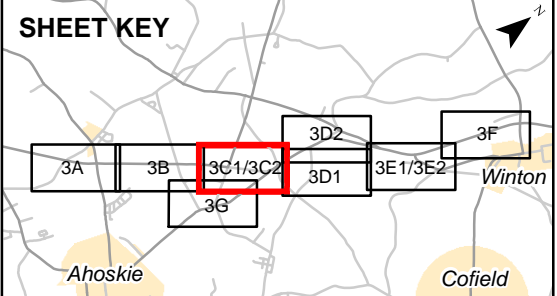 SHEET KEY
N
3D2
3F
3A
3B
3C1/3C2
3D1
3E1/3E2
Winton
3G
Ahoskie
Cofield